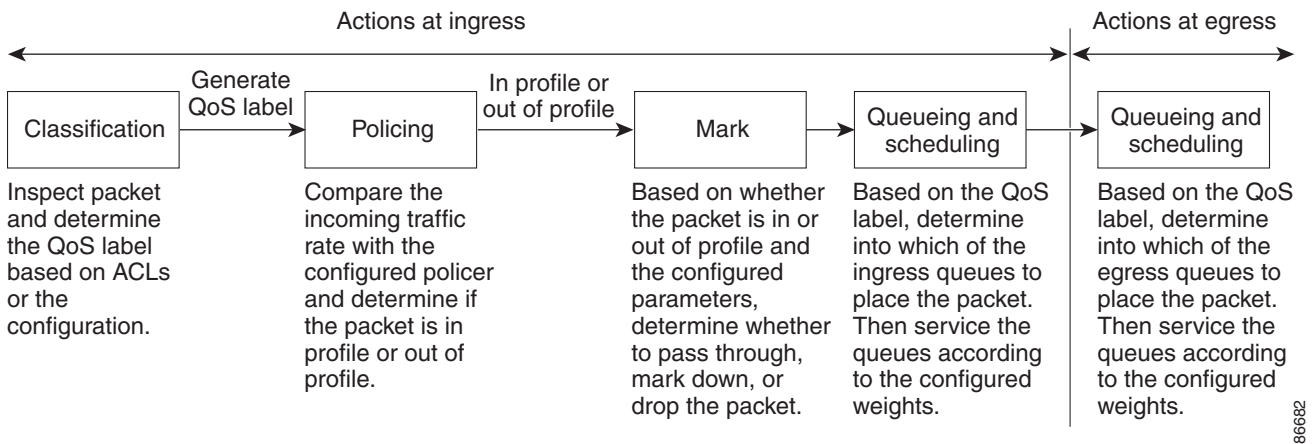 Actions at ingress
Actions at egress
Generate
QoS label
In profile or
out of profile
Classification
Policing
Mark
Queueing and
scheduling
Queueing and
scheduling
Inspect packet
and determine
the QoS label
based on ACLs
or the
configuration.
Compare the
incoming traffic
rate with the
configured policer
and determine if
the packet is in
profile or out of
profile.
Based on whether
the packet is in or
out of profile and
the configured
parameters,
determine whether
to pass through,
mark down, or
drop the packet.
Based on the QoS
label, determine
into which of the
ingress queues to
place the packet.
Then service the
queues according
to the configured
weights.
Based on the QoS
label, determine
into which of the
egress queues to
place the packet.
Then service the
queues according
to the configured
weights.
86682